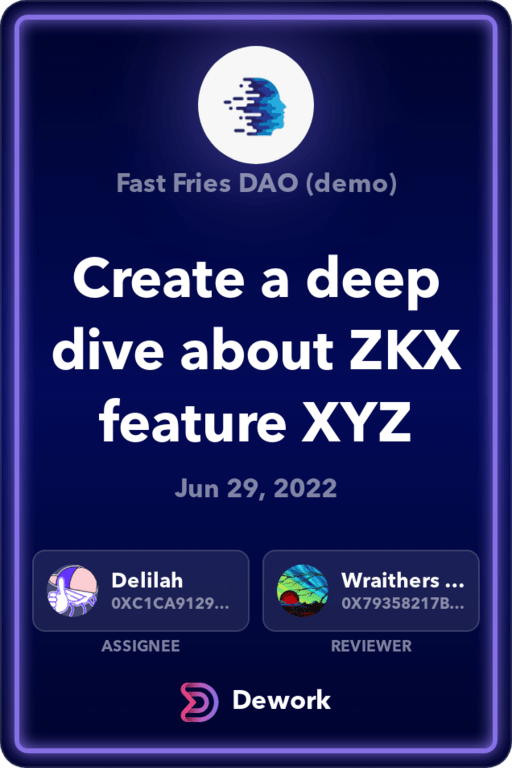 Fast Fries DAO (demo)
Create a deep
dive about ZKX
feature XYZ
Jun 29, 2022
Delilah
0XC1CA9129...
ASSIGNEE
Wraithers ...
0X79358217B...
REVIEWER
Dework